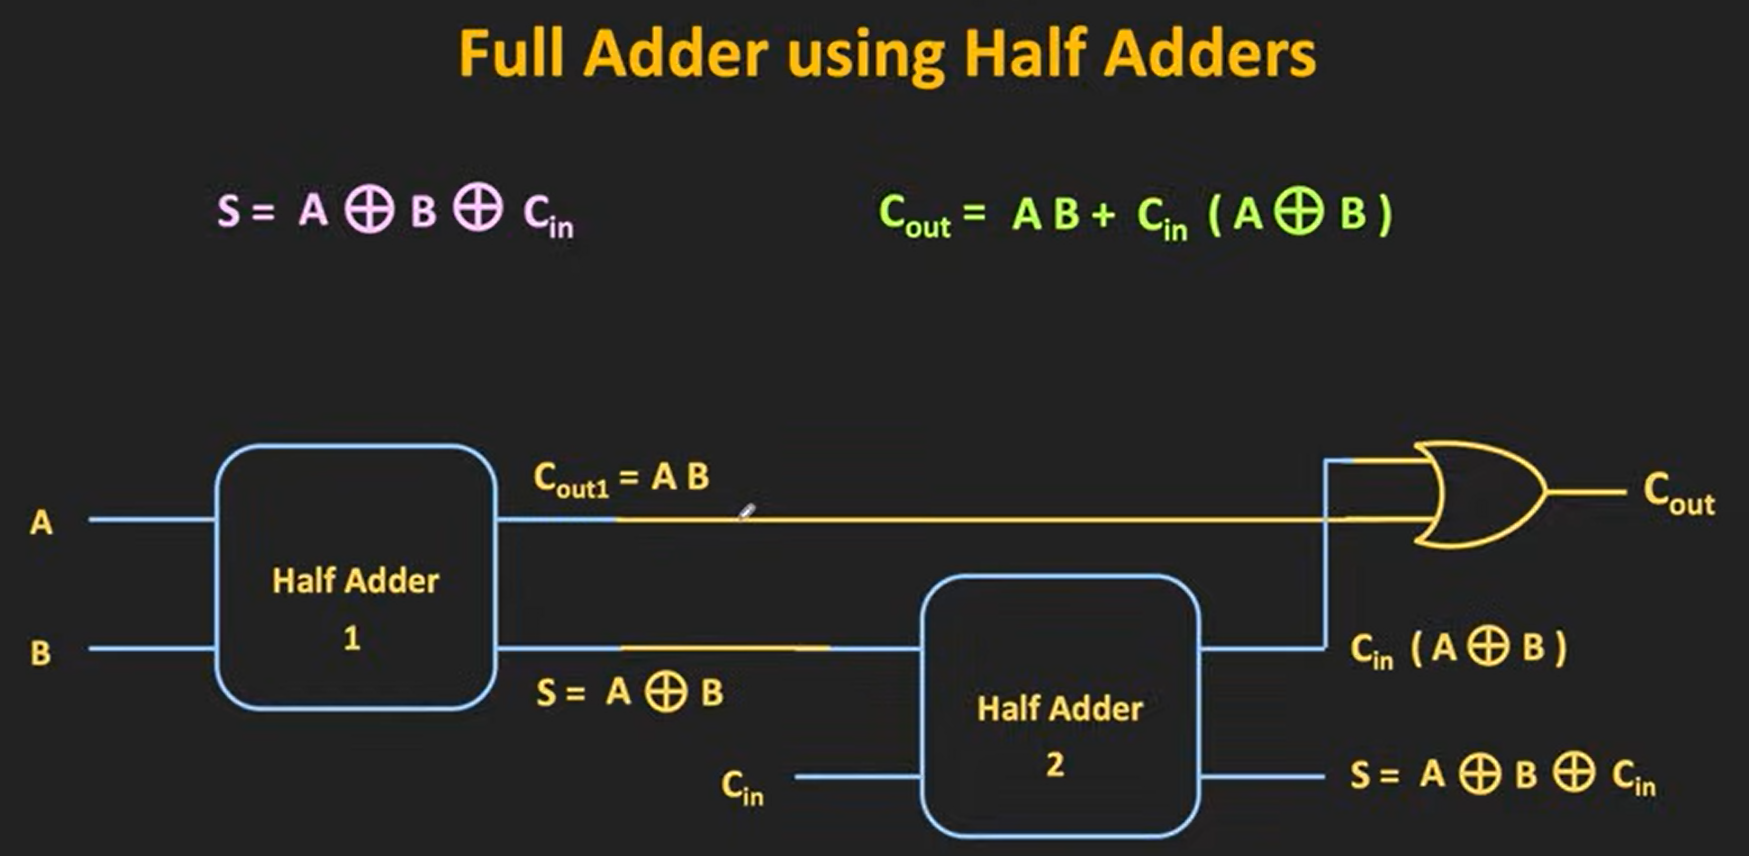 Full Adder using Half Adders
S = A ⊕ B ⊕ Cin
Cout = A B + Cin ( A ⊕ B )
Cout1 = A B
Cout
A
Half Adder
1
B
Cin ( A ⊕ B )
S = A ⊕ B
Half Adder
2
Cin
S = A ⊕ B ⊕ Cin